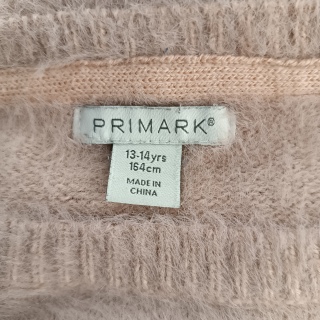 PRIMARK®
13-14yrs
164cm
MADE IN
CHINA